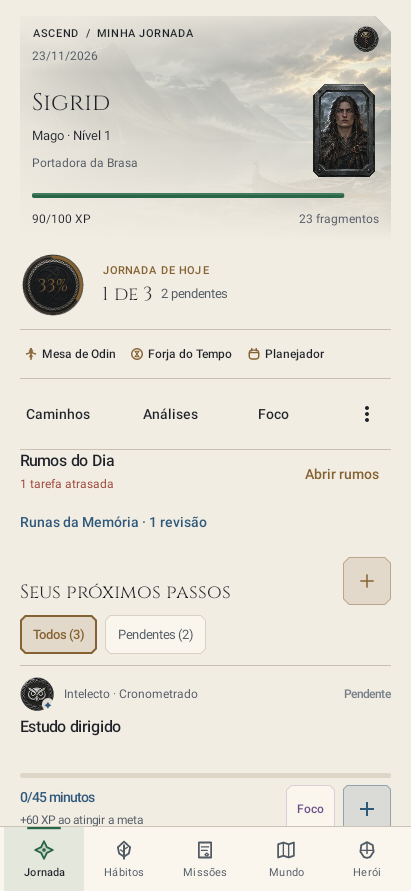 ASCEND / MINHA JORNADA
23/11/2026
Sigrid
Mago · Nível 1
Portadora da Brasa
90/100 XP 23 fragmentos
33%
JORNADA DE HOJE
1 de 3 2 pendentes
Mesa de Odin Forja do Tempo Planejador
Caminhos Análises Foco
Rumos do Dia
1 tarefa atrasada
Abrir rumos
Runas da Memória · 1 revisão
Seus próximos passos
Todos (3) Pendentes (2)
Intelecto · Cronometrado Pendente
Estudo dirigido
0/45 minutos
+60 XP ao atingir a meta
Foco
Jornada Hábitos Missões Mundo Herói